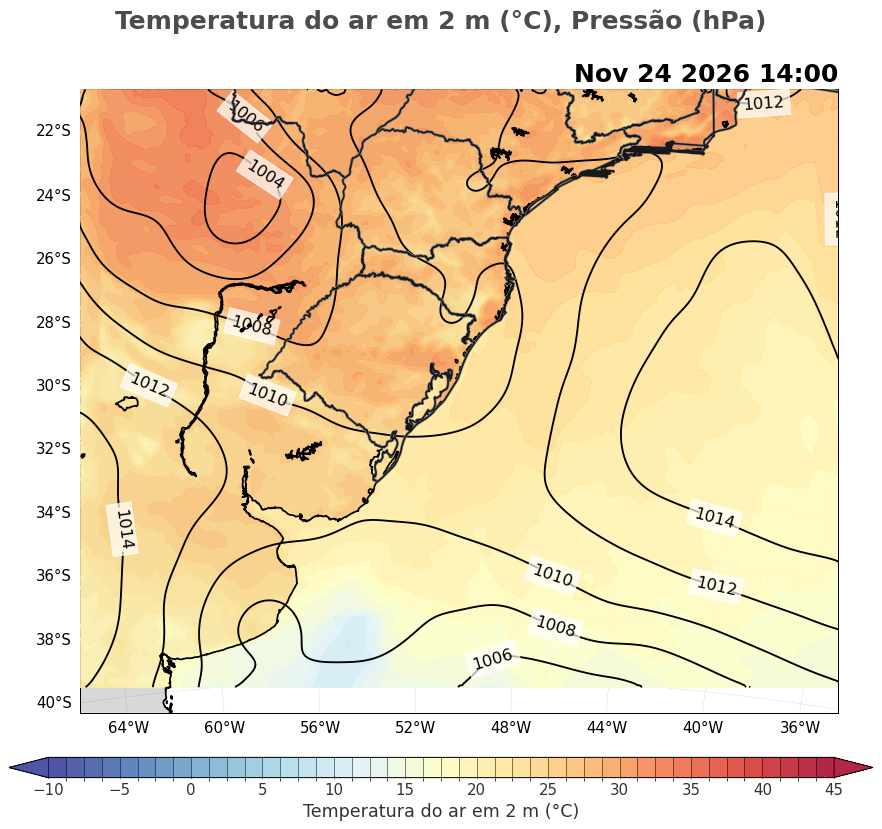 Temperatura do ar em 2 m (°C), Pressão (hPa)
Nov 24 2026 14:00
1012
1006
22°S
1004
24°S
26°S
28°S
1008
30°S
1012
1010
32°S
34°S
1014
1014
36°S
1010
1012
38°S
1008
1006
40°S
64°W 60°W 56°W 52°W 48°W 44°W 40°W 36°W
−10 −5 0 5 10 15 20 25 30 35 40 45
Temperatura do ar em 2 m (°C)